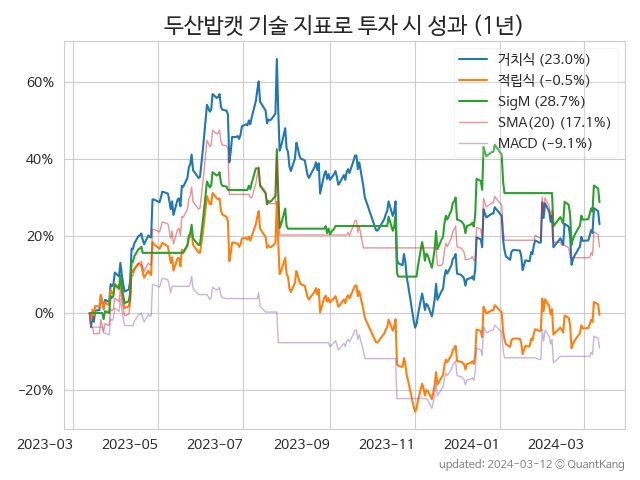 두산밥캣 기술 지표로 투자 시 성과 (1년)
거치식 (23.0%)
적립식 (−0.5%)
SigM (28.7%)
SMA(20) (17.1%)
MACD (−9.1%)
60%
40%
20%
0%
−20%
2023-03 2023-05 2023-07 2023-09 2023-11 2024-01 2024-03
updated: 2024-03-12 © QuantKang